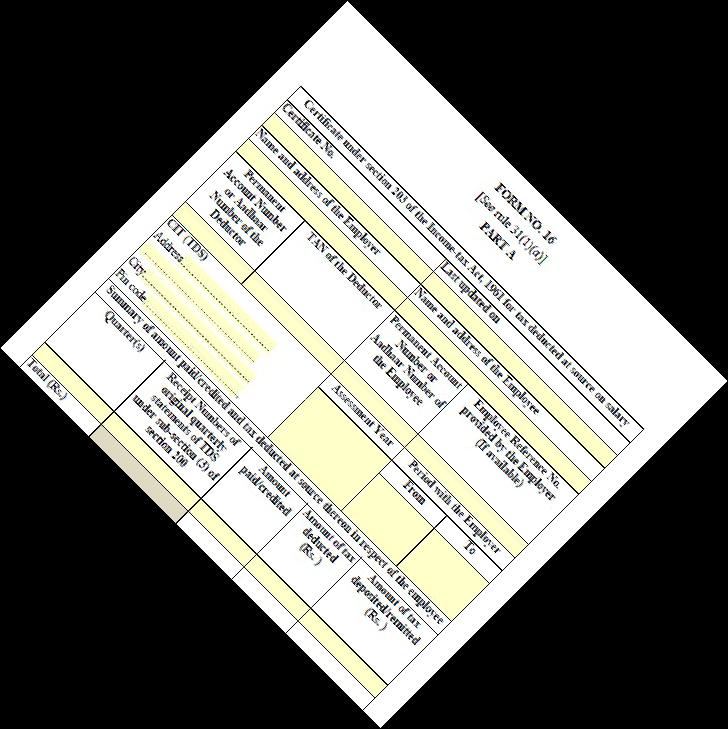 FORM NO. 16
[See rule 31(1)(a)]
PART A
Certificate under section 203 of the Income-tax Act, 1961 for tax deducted at source on salary
Certificate No.
Last updated on
Name and address of the Employer
Name and address of the Employee
Permanent
Account Number
or Aadhaar
Number of the
Deductor
TAN of the Deductor
Permanent Account
Number or
Aadhaar Number of
the Employee
Employee Reference No.
provided by the Employer
(If available)
CIT (TDS)
Address
City
Pin code
Assessment Year
Period with the Employer
From
To
Summary of amount paid/credited and tax deducted at source thereon in respect of the employee
Quarter(s)
Receipt Numbers of
original quarterly
statements of TDS
under sub-section (3) of
section 200
Amount
paid/credited
Amount of tax
deducted
(Rs. )
Amount of tax
deposited/remitted
(Rs. )
Total (Rs.)